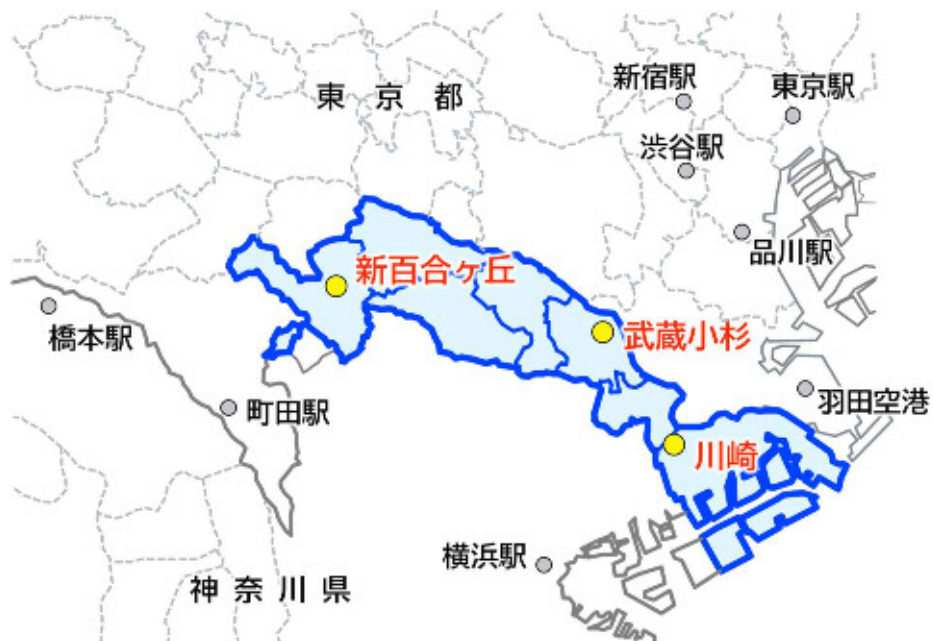 東京都
新宿駅
東京駅
渋谷駅
品川駅
新百合ヶ丘
橋本駅
武蔵小杉
町田駅
羽田空港
川崎
横浜駅
神奈川県